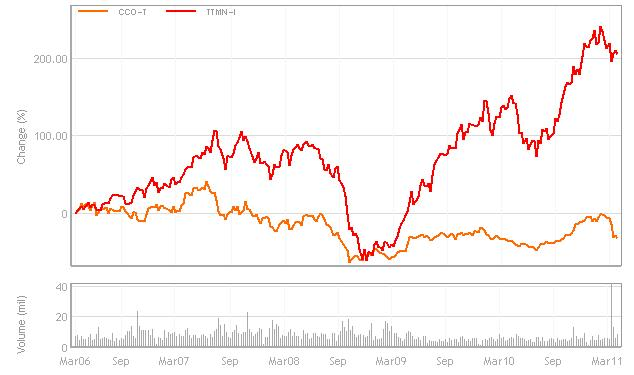 CCO-T TTMN-I
200.00
100.00
0
Change (%)
40
20
0
Volume (mil)
Mar06 Sep Mar07 Sep Mar08 Sep Mar09 Sep Mar10 Sep Mar11